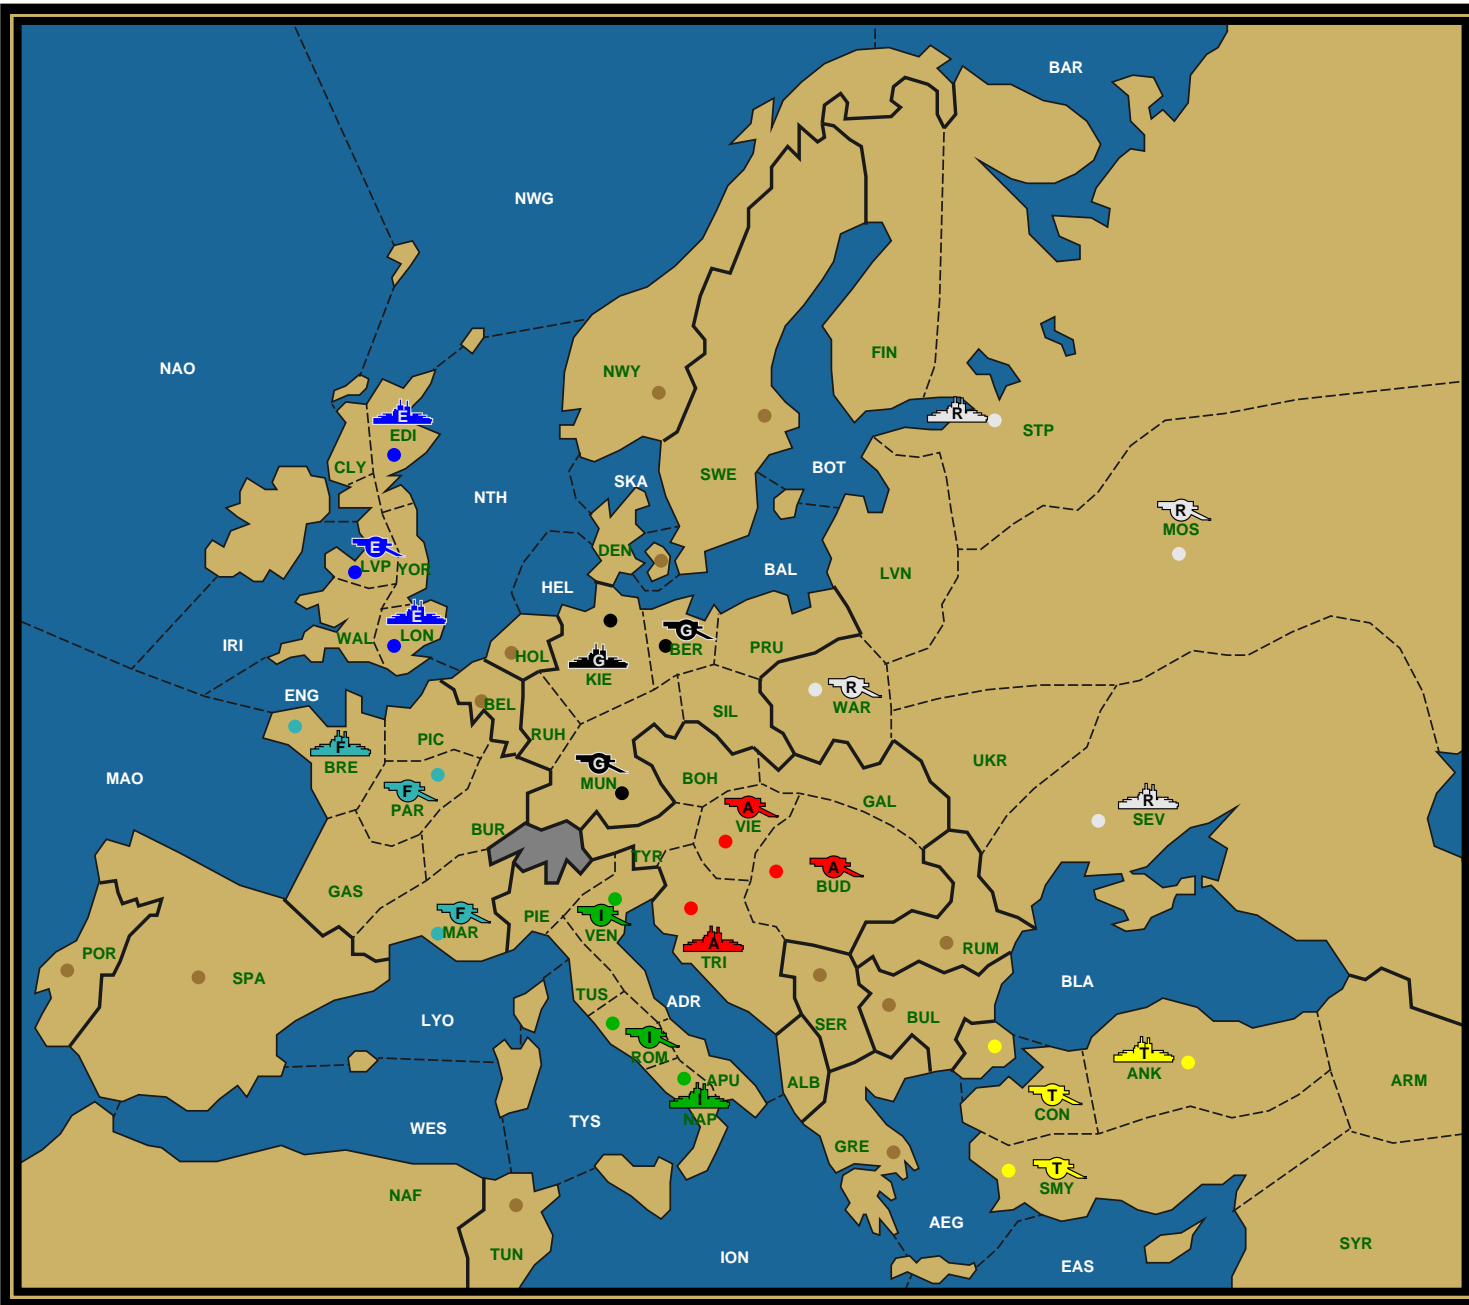 BAR
NWG
NAO
NWY
FIN
R
STP
E
EDI
CLY
SWE
BOT
SKA
NTH
R
MOS
E
LVP
YOR
DEN
HEL
BAL
LVN
E
LON
WAL
IRI
G
BER
PRU
HOL
G
KIE
ENG
BEL
R
WAR
SIL
RUH
PIC
F
BRE
MAO
G
MUN
BOH
UKR
F
PAR
GAL
A
VIE
R
SEV
BUR
TYR
A
BUD
GAS
F
MAR
PIE
I
VEN
A
TRI
RUM
POR
SPA
BLA
TUS
ADR
LYO
SER
BUL
I
ROM
T
ANK
APU
ALB
ARM
I
NAP
T
CON
WES
TYS
GRE
T
SMY
NAF
AEG
TUN
ION
EAS
SYR